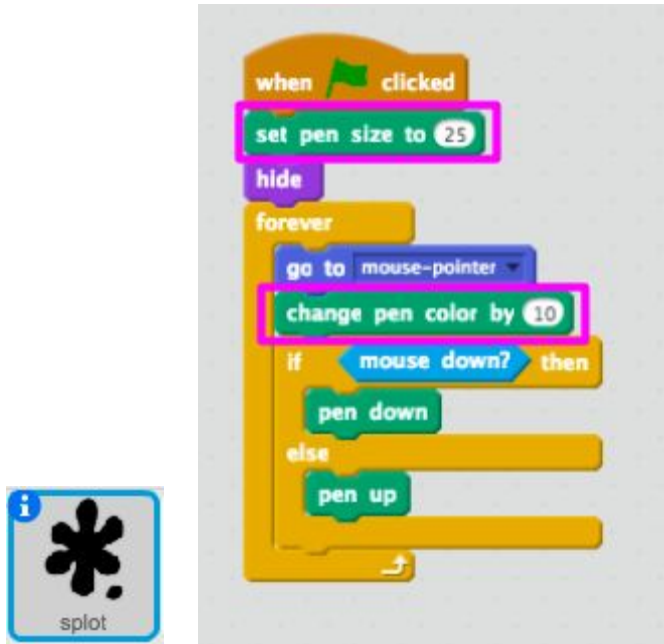 when clicked
set pen size to 25
hide
forever
go to mouse-pointer
change pen color by 10
if mouse down? then
pen down
else
pen up
i
splot